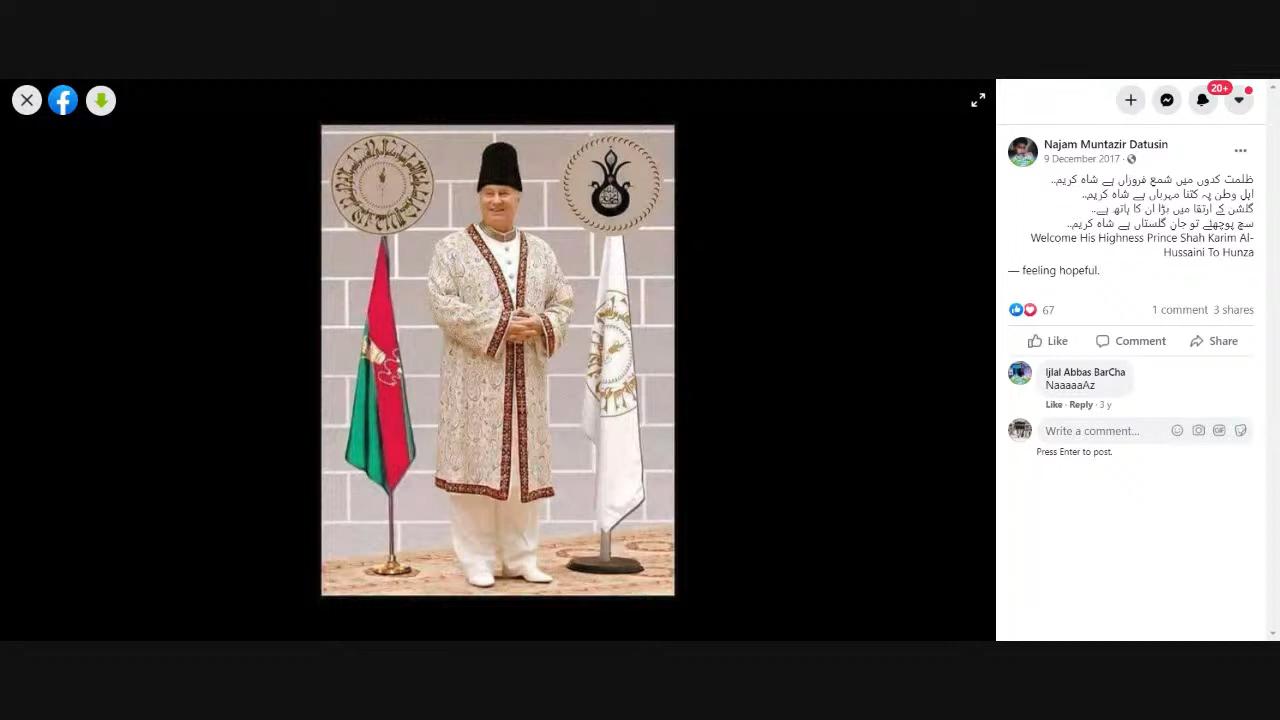 20+
Najam Muntazir Datusin
9 December 2017
ظلمت کدوں میں شمع فروزاں ہے شاہ کریم..
اہل وطن پہ کتنا مہرباں ہے شاہ کریم..
گلشن کے ارتقا میں بڑا ان کا ہاتھ ہے..
سچ پوچھئے تو جان گلستاں ہے شاہ کریم..
Welcome His Highness Prince Shah Karim Al-
Hussaini To Hunza
— feeling hopeful.
67
1 comment 3 shares
Like Comment Share
Ijlal Abbas BarCha
NaaaaaAz
Like · Reply · 3 y
Write a comment...
GIF
Press Enter to post.